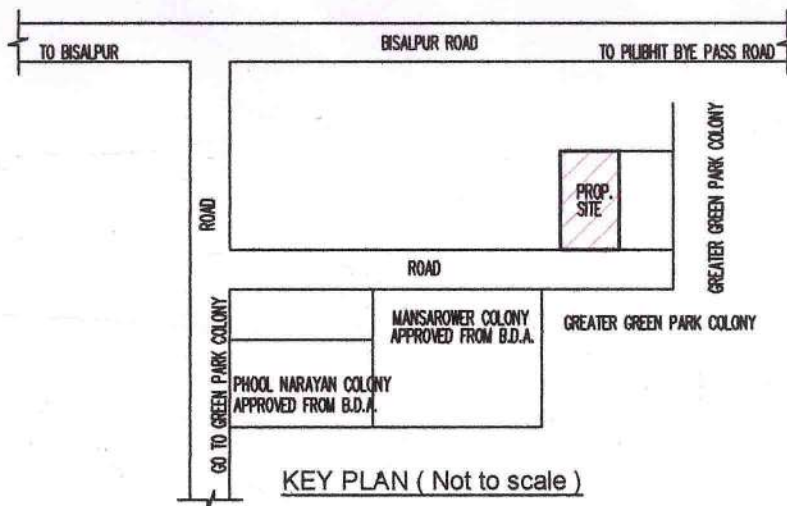 BISALPUR ROAD
TO BISALPUR
TO PILIBHIT BYE PASS ROAD
GREATER GREEN PARK COLONY
PROP.
SITE
ROAD
ROAD
MANSAROWER COLONY
APPROVED FROM B.D.A.
GREATER GREEN PARK COLONY
GO TO GREEN PARK COLONY
PHOOL NARAYAN COLONY
APPROVED FROM B.D.A.
KEY PLAN ( Not to scale )